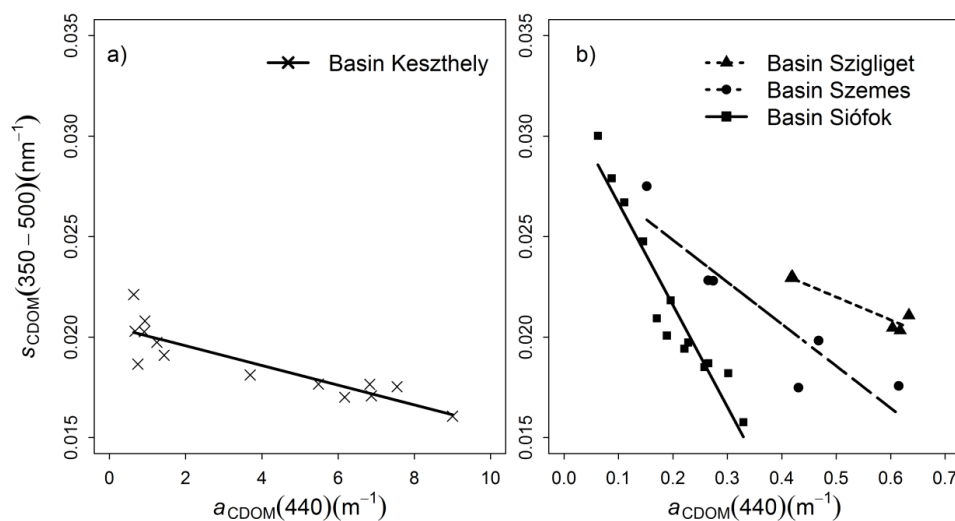 a)
Basin Keszthely
0.035
0.030
0.025
0.020
0.015
sCDOM(350−500)(nm−1)
0 2 4 6 8 10
aCDOM(440)(m−1)
b)
Basin Szigliget
Basin Szemes
Basin Siófok
0.035
0.030
0.025
0.020
0.015
0.0 0.1 0.2 0.3 0.4 0.5 0.6 0.7
aCDOM(440)(m−1)